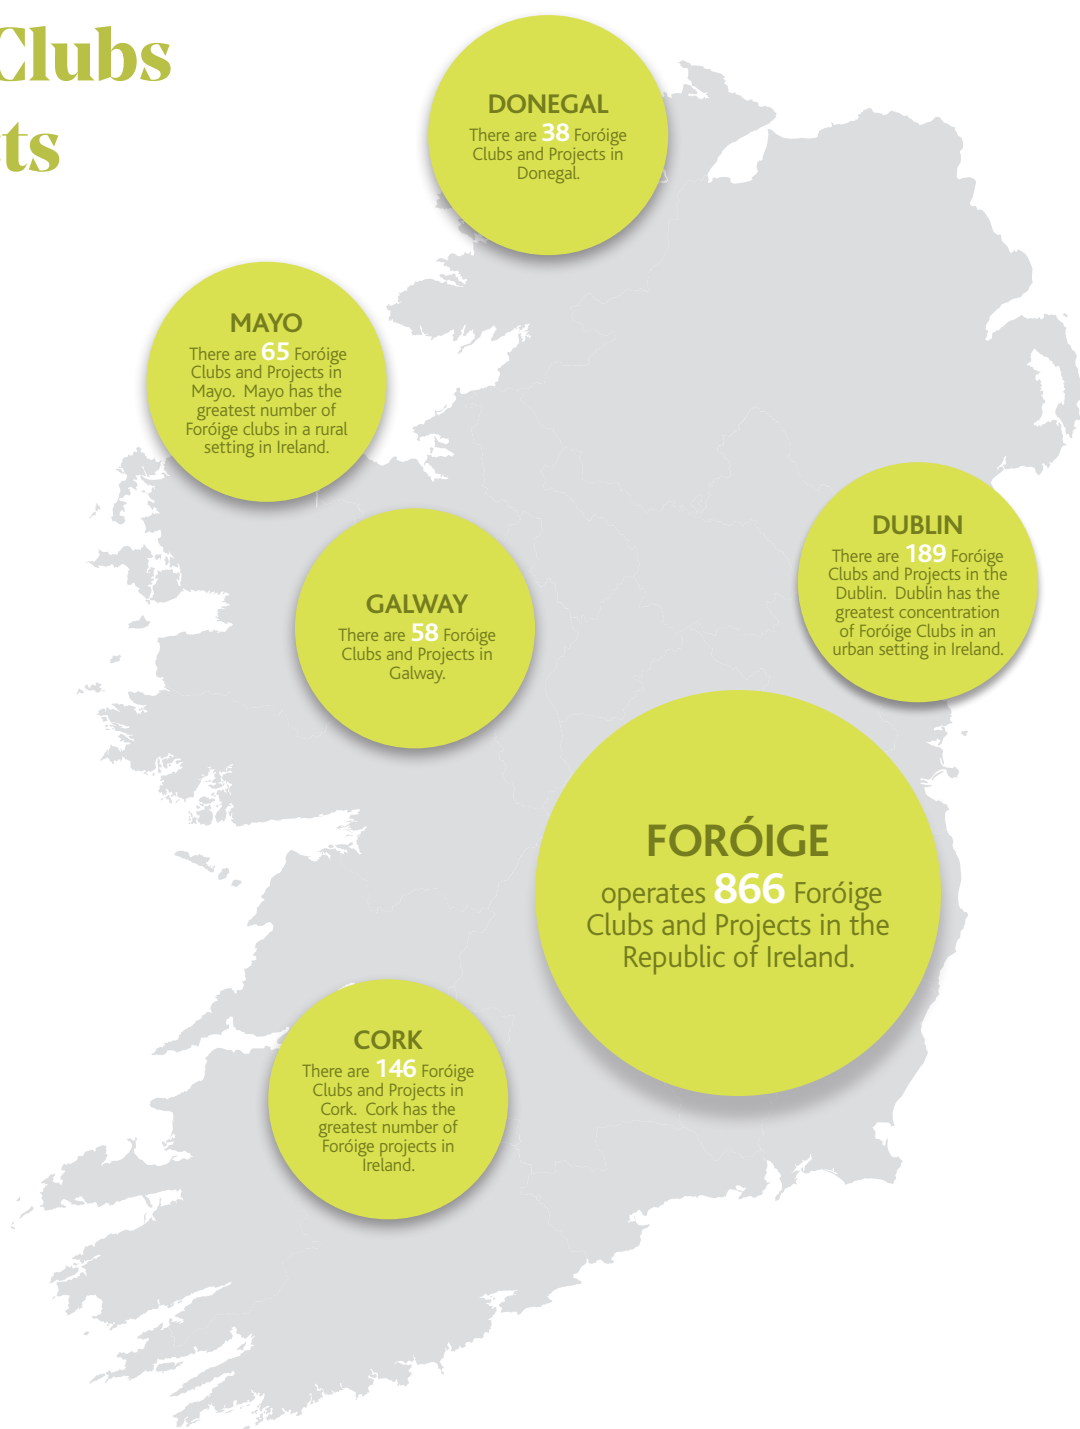 Clubs
ts
DONEGAL
There are 38 Foróige
Clubs and Projects in
Donegal.
MAYO
There are 65 Foróige
Clubs and Projects in
Mayo. Mayo has the
greatest number of
Foróige clubs in a rural
setting in Ireland.
DUBLIN
There are 189 Foróige
Clubs and Projects in the
Dublin. Dublin has the
greatest concentration
of Foróige Clubs in an
urban setting in Ireland.
GALWAY
There are 58 Foróige
Clubs and Projects in
Galway.
FORÓIGE
operates 866 Foróige
Clubs and Projects in the
Republic of Ireland.
CORK
There are 146 Foróige
Clubs and Projects in
Cork. Cork has the
greatest number of
Foróige projects in
Ireland.